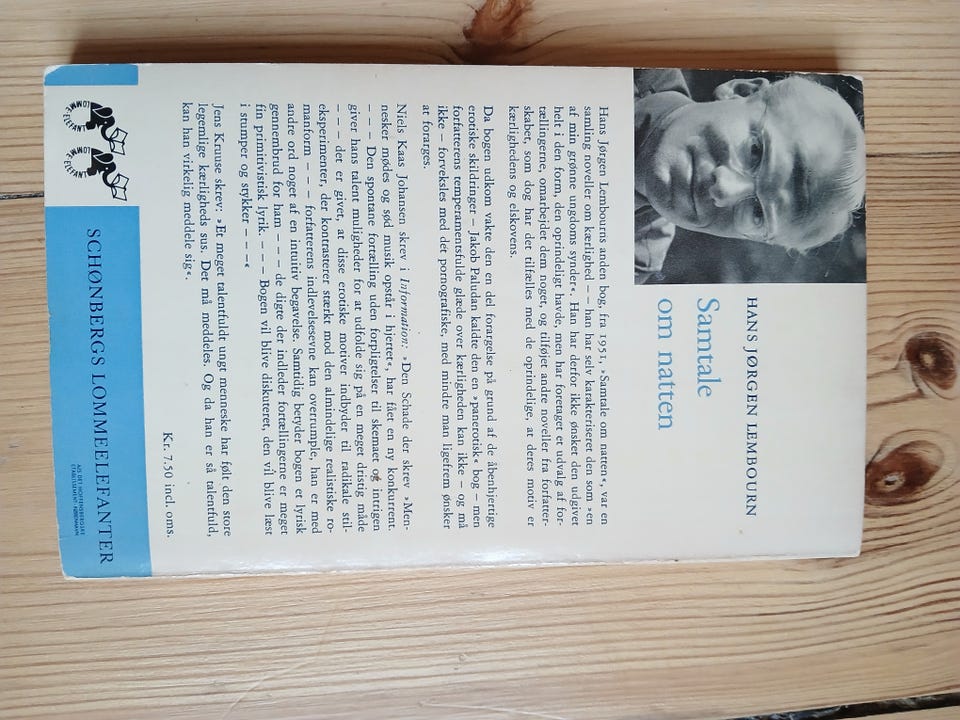 HANS JØRGEN LEMBOURN
Samtale
om natten
Hans Jørgen Lembourns anden bog, fra 1951, »Samtale om natten«, var en
samling noveller om kærlighed – – han har selv karakteriseret den som »en
af min grønne ungdoms synder«. Han har derfor ikke ønsket den udgivet
helt i den form, den oprindeligt havde, men har foretaget et udvalg af for-
tællingerne, omarbejdet dem noget, og tilføjet andre noveller fra forfatter-
skabet, som dog har det tilfælles med de oprindelige, at deres motiv er
kærlighedens og elskovens.
Da bogen udkom vakte den en del forargelse på grund af de åbenhjertige
erotiske skildringer – Jakob Paludan kaldte den en »panerotisk« bog – men
forfatterens temperamentsfulde glæde over kærligheden kan ikke – og må
ikke – forveksles med det pornografiske, med mindre man ligefrem ønsker
at forarges.
Niels Kaas Johansen skrev i Information: »Den Schade der skrev »Men-
nesker mødes og sød musik opstår i hjertet«, har fået en ny konkurrent.
– – – – Den spontane fortælling uden forpligtelser til skemaet og intrigen
giver hans talent muligheder for at udfolde sig på en meget dristig måde
– – – – der er givet, at disse erotiske motiver indbyder til radikale stil-
eksperimenter, der kontrasterer stærkt mod den almindelige realistiske ro-
manform – – – forfatterens indlevelsesevne kan overrumple, han er med
andre ord noget af en intuitiv begavelse. Samtidig betyder bogen et lyrisk
gennembrud for ham – – – de digte der indleder fortællingerne er meget
fin primitivistisk lyrik. – – – – Bogen vil blive diskuteret, den vil blive læst
i stumper og stykker – – –«
Jens Kruuse skrev: »Et meget talentfuldt ungt menneske har følt den store
legemlige kærligheds sus. Det må meddeles. Og da han er så talentfuld,
kan han virkelig meddele sig«.
Kr. 7.50 incl. oms.
LOMME
ELEFANT
LOMME
ELEFANT
SCHØNBERGS LOMMEELEFANTER
A/S DET HOFFENSBERGSKE
ETABLISSEMENT · KØBENHAVN